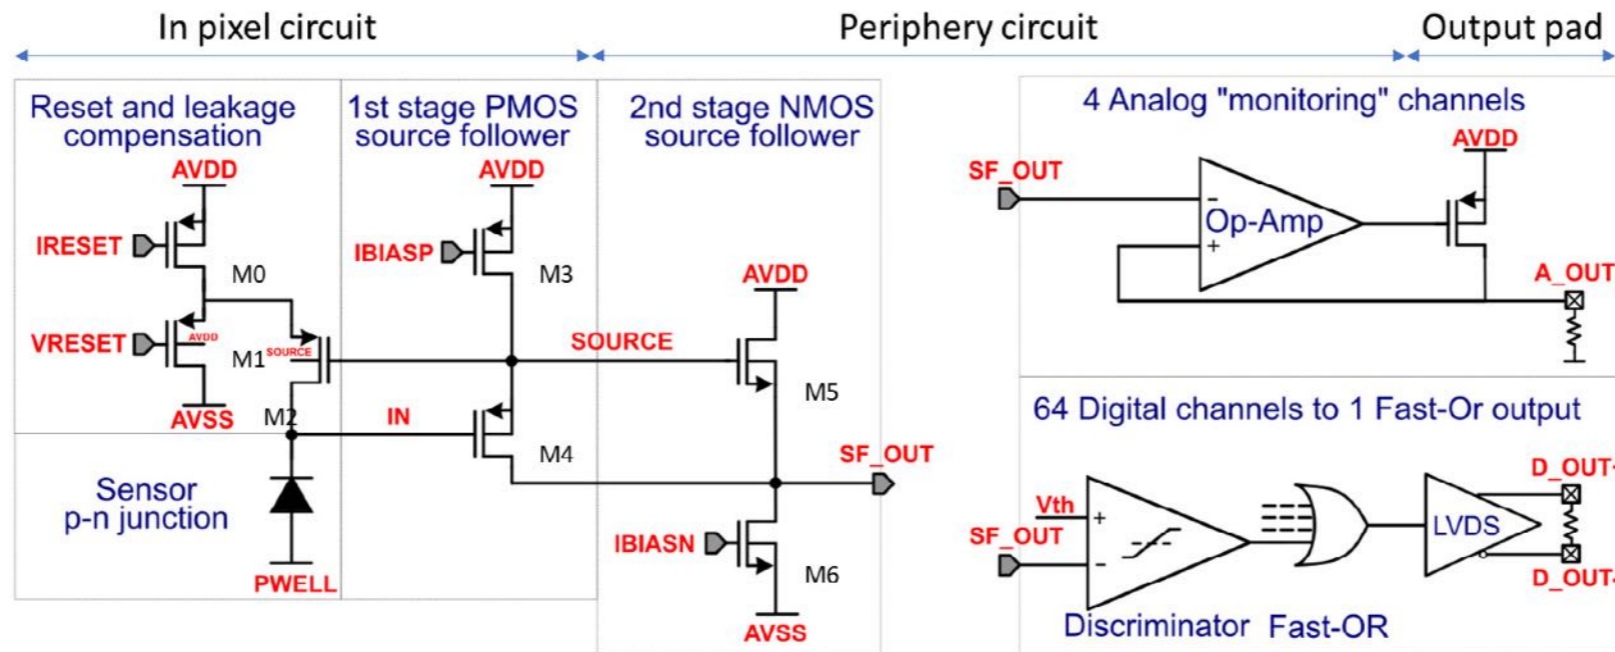 In pixel circuit
Periphery circuit
Output pad
Reset and leakage
compensation
AVDD
IRESET
M0
VRESET
AVDD
M1
SOURCE
AVSS
M2
Sensor
p-n junction
PWELL
1st stage PMOS
source follower
AVDD
IBIASP
M3
IN
M4
2nd stage NMOS
source follower
AVDD
SOURCE
M5
SF_OUT
IBIASN
M6
AVSS
4 Analog "monitoring" channels
AVDD
SF_OUT
-
Op-Amp
+
A_OUT
64 Digital channels to 1 Fast-Or output
D_OUT+
Vth
+
SF_OUT
-
LVDS
D_OUT-
Discriminator Fast-OR